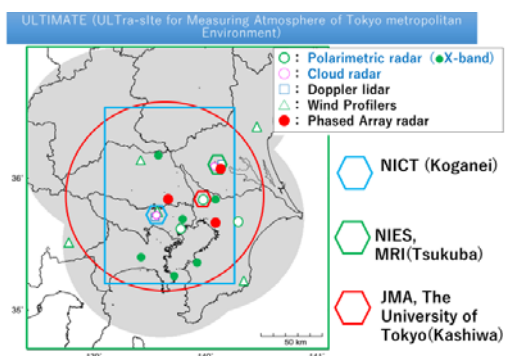 ULTIMATE (ULTra-sIte for Measuring Atmosphere of Tokyo metropolitan
Environment)
: Polarimetric radar (●X-band)
: Cloud radar
: Doppler lidar
: Wind Profilers
: Phased Array radar
NICT (Koganei)
36°
NIES,
MRI(Tsukuba)
JMA, The
University of
Tokyo(Kashiwa)
35°
50 km
140°